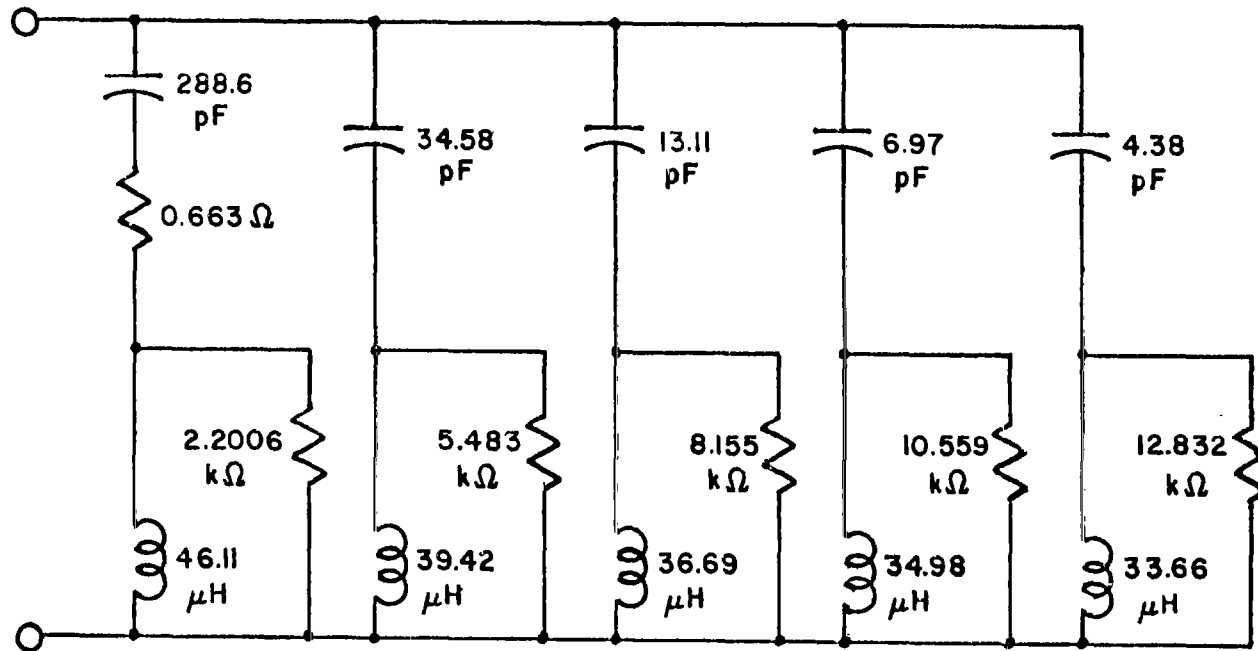 288.6
pF
34.58
pF
13.11
pF
6.97
pF
4.38
pF
0.663 Ω
2.2006
kΩ
5.483
kΩ
8.155
kΩ
10.559
kΩ
12.832
kΩ
46.11
μH
39.42
μH
36.69
μH
34.98
μH
33.66
μH